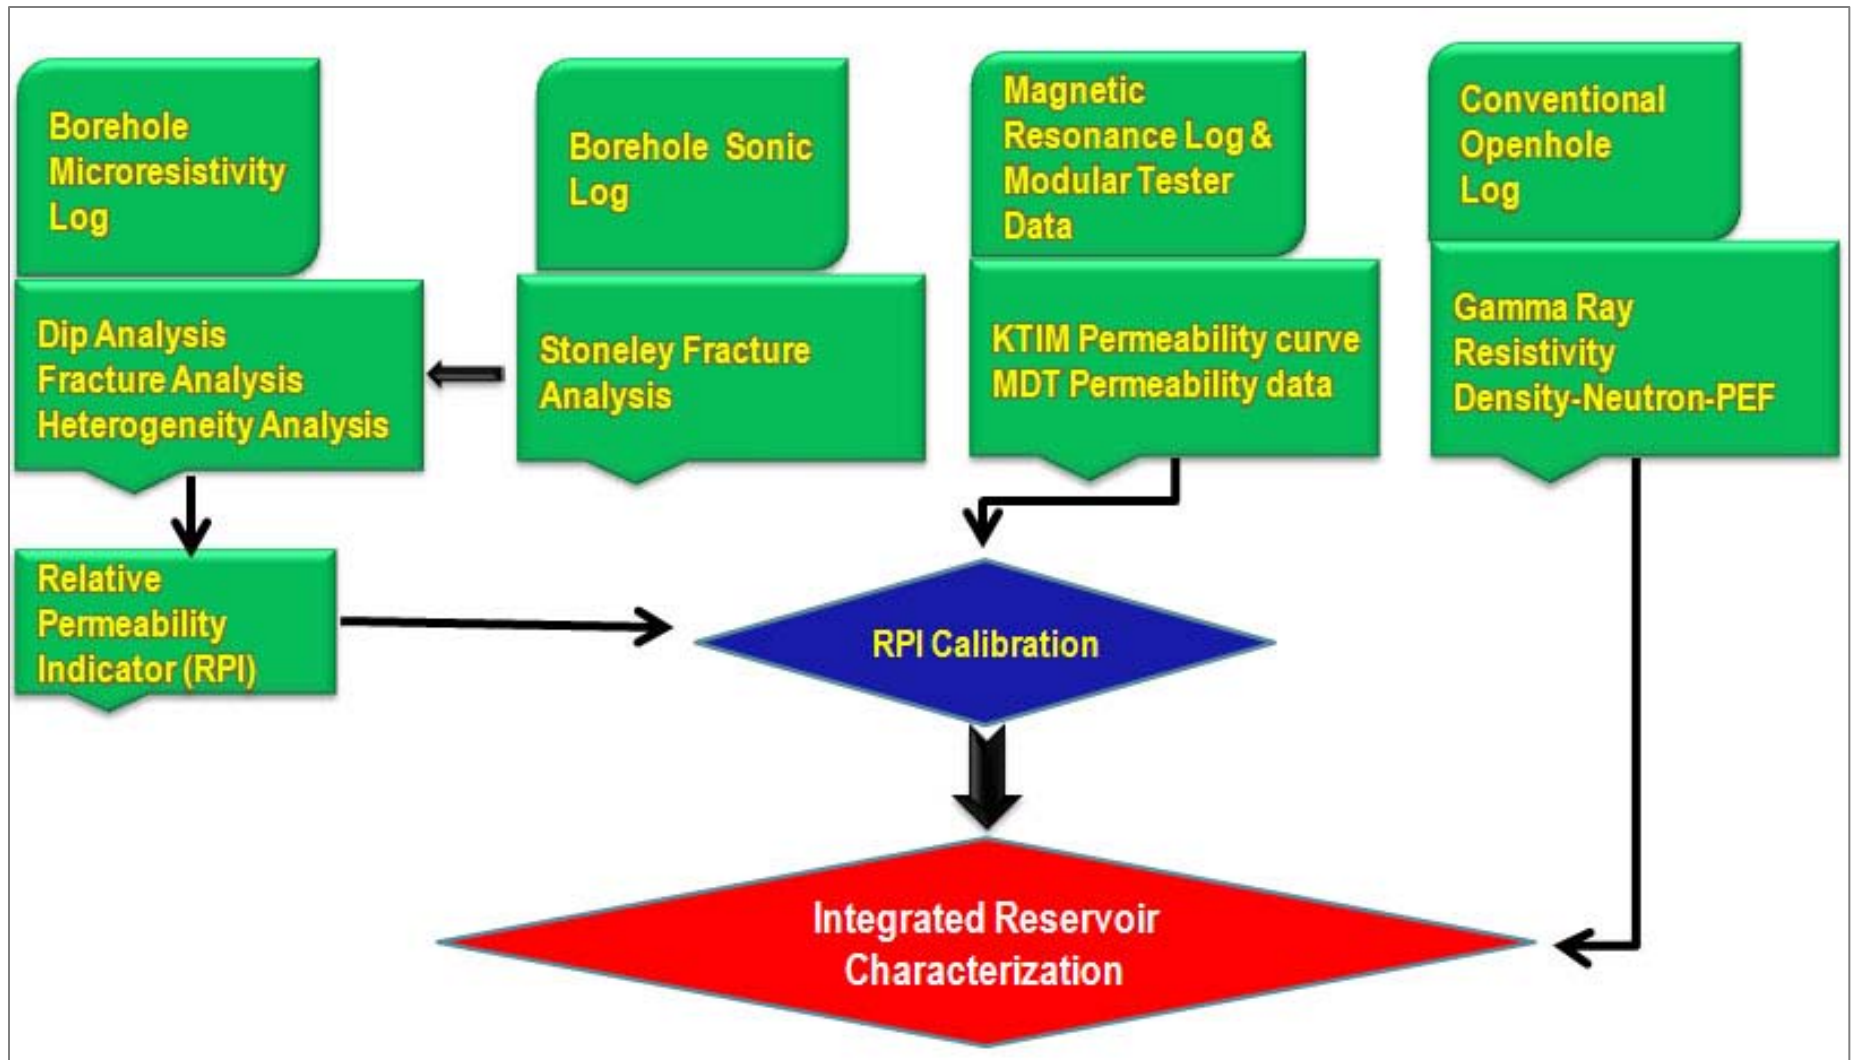 Borehole
Microresistivity
Log
Borehole Sonic
Log
Magnetic
Resonance Log &
Modular Tester
Data
Conventional
Openhole
Log
Dip Analysis
Fracture Analysis
Heterogeneity Analysis
Stoneley Fracture
Analysis
KTIM Permeability curve
MDT Permeability data
Gamma Ray
Resistivity
Density-Neutron-PEF
Relative
Permeability
Indicator (RPI)
RPI Calibration
Integrated Reservoir
Characterization